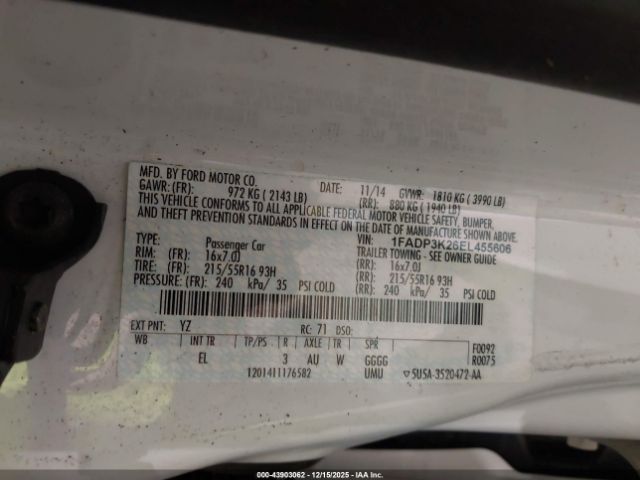 MFD. BY FORD MOTOR CO.
DATE: 11/14 GVWR: 1810 KG ( 3990 LB)
GAWR: (FR): 972 KG ( 2143 LB) (RR): 880 KG ( 1940 LB)
THIS VEHICLE CONFORMS TO ALL APPLICABLE FEDERAL MOTOR VEHICLE SAFETY, BUMPER,
AND THEFT PREVENTION STANDARDS IN EFFECT ON THE DATE OF MANUFACTURE SHOWN ABOVE.
VIN: 1FADP3K26EL455606
TYPE: Passenger Car TRAILER TOWING - SEE OWNER GUIDE
RIM: (FR): 16x7.0J (RR): 16x7.0J
TIRE: (FR): 215/55R16 93H (RR): 215/55R16 93H
PRESSURE: (FR): 240 kPa/ 35 PSI COLD (RR): 240 kPa/ 35 PSI COLD
EXT PNT: YZ RC: 71 DSO:
WB INT TR TP/PS R AXLE TR SPR F0092
EL 3 AU W GGGG R0075
1201411176582 UMU 5U5A-3520472-AA
000-43903062 - 12/15/2025 - IAA Inc.